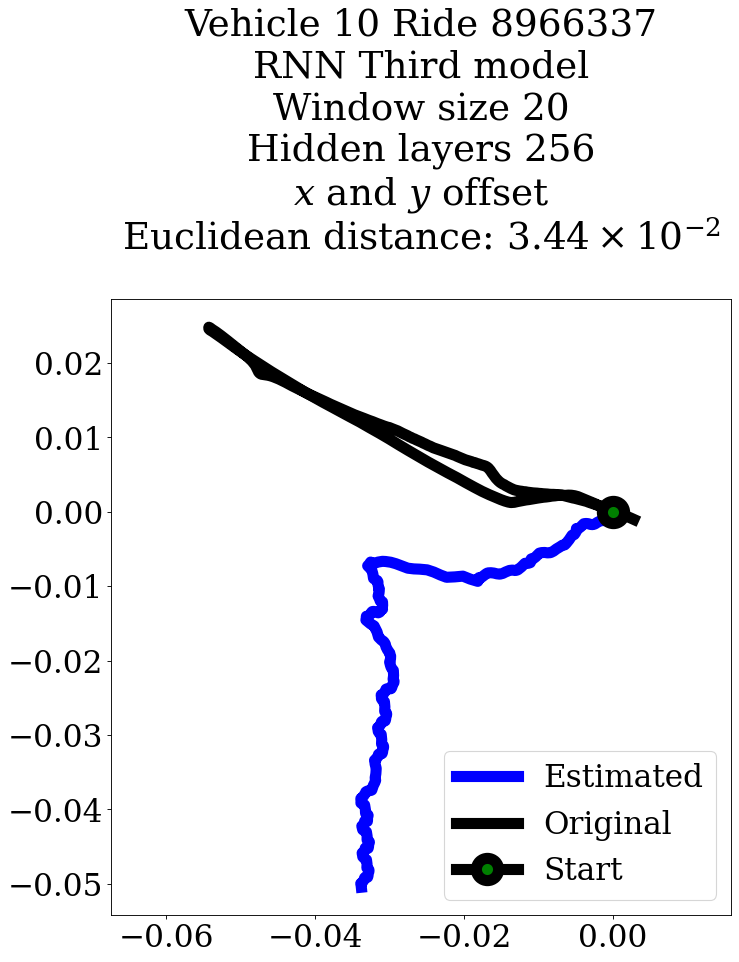 Vehicle 10 Ride 8966337
RNN Third model
Window size 20
Hidden layers 256
x and y offset
Euclidean distance: 3.44 × 10⁻²
0.02
0.01
0.00
−0.01
−0.02
−0.03
−0.04
−0.05
Estimated
Original
Start
−0.06 −0.04 −0.02 0.00